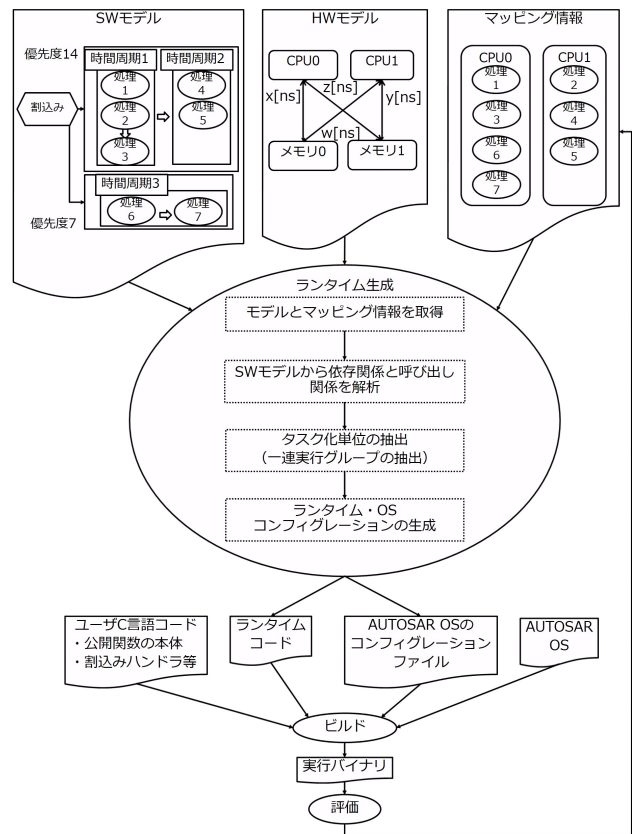 SWモデル
優先度14
時間周期1
時間周期2
処理
1
処理
2
処理
3
処理
4
処理
5
割込み
時間周期3
処理
6
処理
7
優先度7
HWモデル
CPU0
CPU1
x[ns]
z[ns]
y[ns]
w[ns]
メモリ0
メモリ1
マッピング情報
CPU0
処理
1
処理
3
処理
6
処理
7
CPU1
処理
2
処理
4
処理
5
ランタイム生成
モデルとマッピング情報を取得
SWモデルから依存関係と呼び出し
関係を解析
タスク化単位の抽出
（一連実行グループの抽出）
ランタイム・OS
コンフィグレーションの生成
ユーザC言語コード
・公開関数の本体
・割込みハンドラ等
ランタイム
コード
AUTOSAR OSの
コンフィグレーション
ファイル
AUTOSAR
OS
ビルド
実行バイナリ
評価